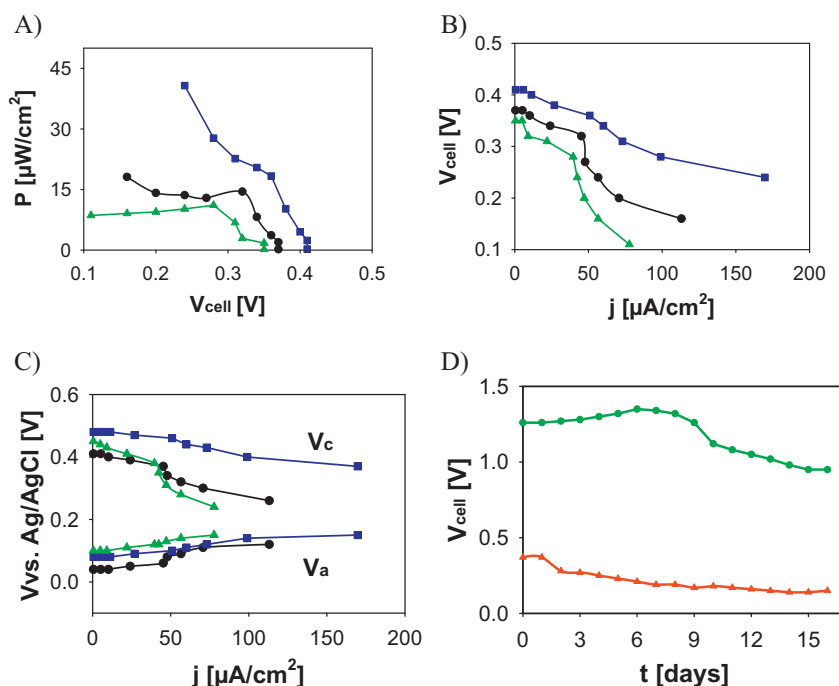 A)
P [µW/cm²]
45
30
15
0
0.1 0.2 0.3 0.4 0.5
Vcell [V]
B)
Vcell [V]
0.5
0.4
0.3
0.2
0.1
0 50 100 150 200
j [µA/cm²]
C)
Vvs. Ag/AgCl [V]
0.6
0.4
0.2
0.0
Vc
Va
0 50 100 150 200
j [µA/cm²]
D)
Vcell [V]
1.5
1.0
0.5
0.0
0 3 6 9 12 15
t [days]